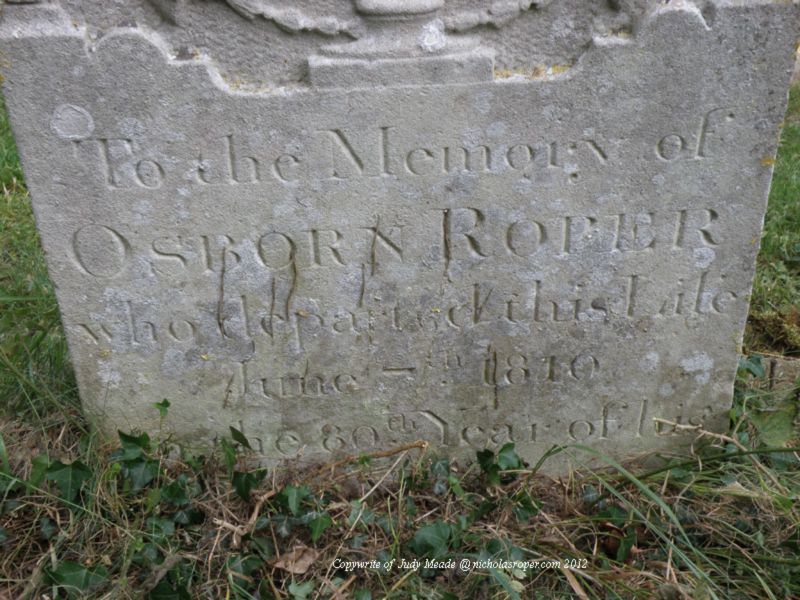 To the Memory of
OSBORN ROPER
who departed this Life
June 7th 1810
the 80th Year of his
Copywrite of Judy Meade @ nicholasroper.com 2012